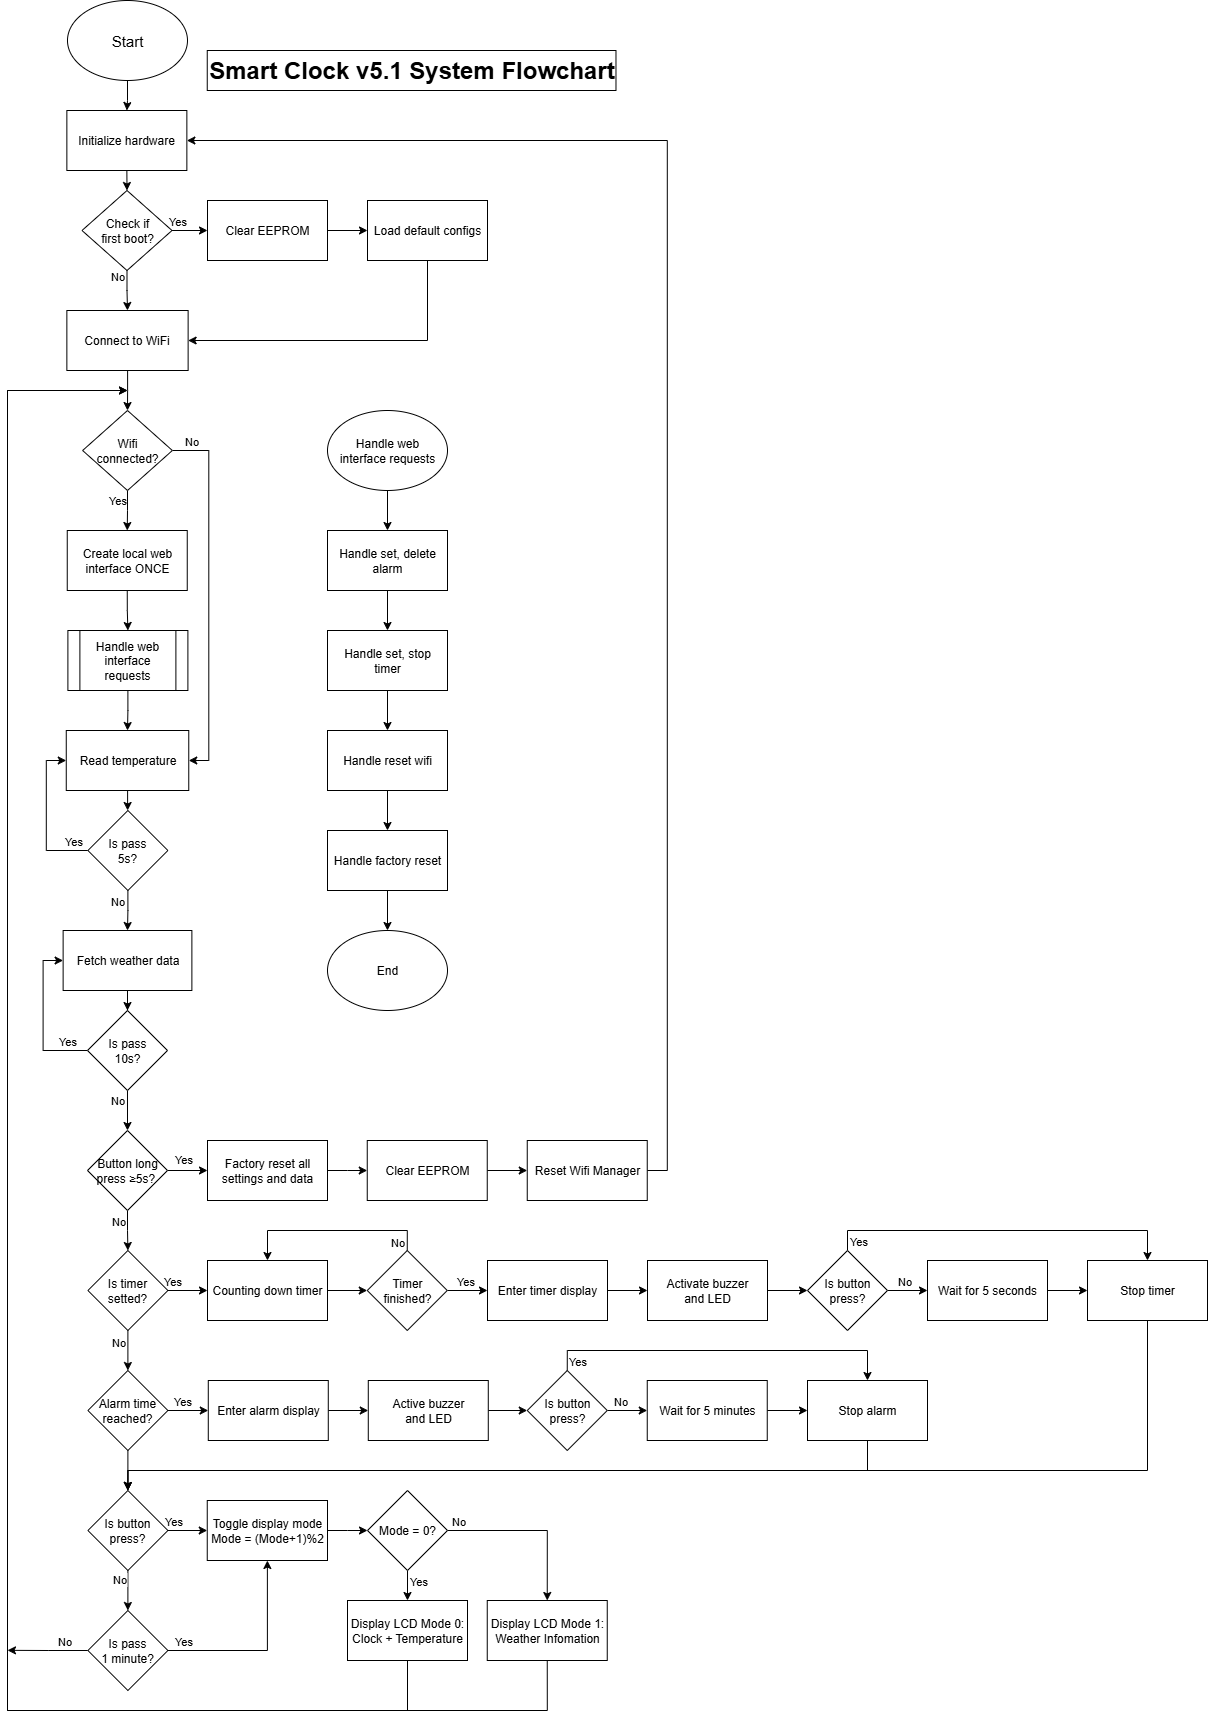 Start
Smart Clock v5.1 System Flowchart
Initialize hardware
Check if
first boot?
Yes
Clear EEPROM
Load default configs
No
Connect to WiFi
Wifi
connected?
No
Yes
Create local web
interface ONCE
Handle web
interface
requests
Read temperature
Is pass
5s?
Yes
No
Fetch weather data
Is pass
10s?
Yes
No
Handle web
interface requests
Handle set, delete
alarm
Handle set, stop
timer
Handle reset wifi
Handle factory reset
End
Button long
press ≥5s?
Yes
Factory reset all
settings and data
Clear EEPROM
Reset Wifi Manager
No
Is timer
setted?
Yes
Counting down timer
No
Timer
finished?
Yes
Enter timer display
Activate buzzer
and LED
Is button
press?
Yes
No
Wait for 5 seconds
Stop timer
No
Alarm time
reached?
Yes
Enter alarm display
Active buzzer
and LED
Is button
press?
Yes
No
Wait for 5 minutes
Stop alarm
Is button
press?
Yes
Toggle display mode
Mode = (Mode+1)%2
Mode = 0?
No
Yes
No
Is pass
1 minute?
No
Yes
Display LCD Mode 0:
Clock + Temperature
Display LCD Mode 1:
Weather Infomation